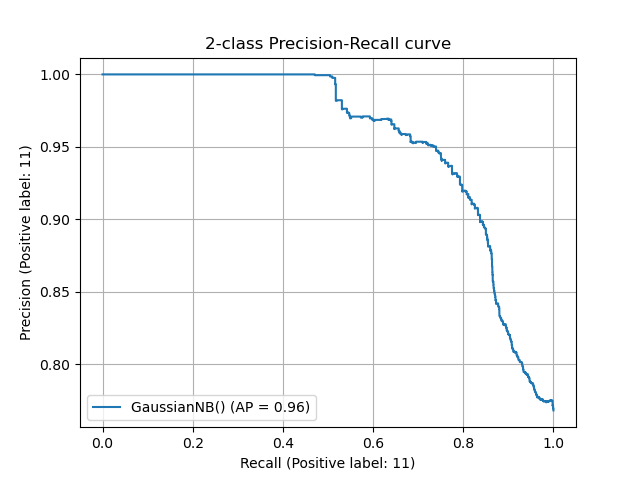 2-class Precision-Recall curve
Precision (Positive label: 11)
1.00
0.95
0.90
0.85
0.80
GaussianNB() (AP = 0.96)
0.0 0.2 0.4 0.6 0.8 1.0
Recall (Positive label: 11)